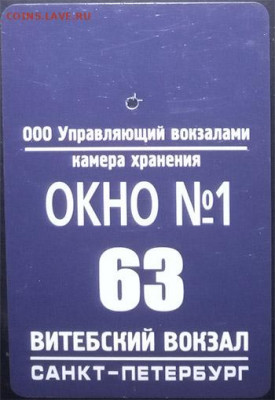 COINS.LAVE.RU
ООО Управляющий вокзалами
камера хранения
ОКНО №1
63
ВИТЕБСКИЙ ВОКЗАЛ
САНКТ-ПЕТЕРБУРГ